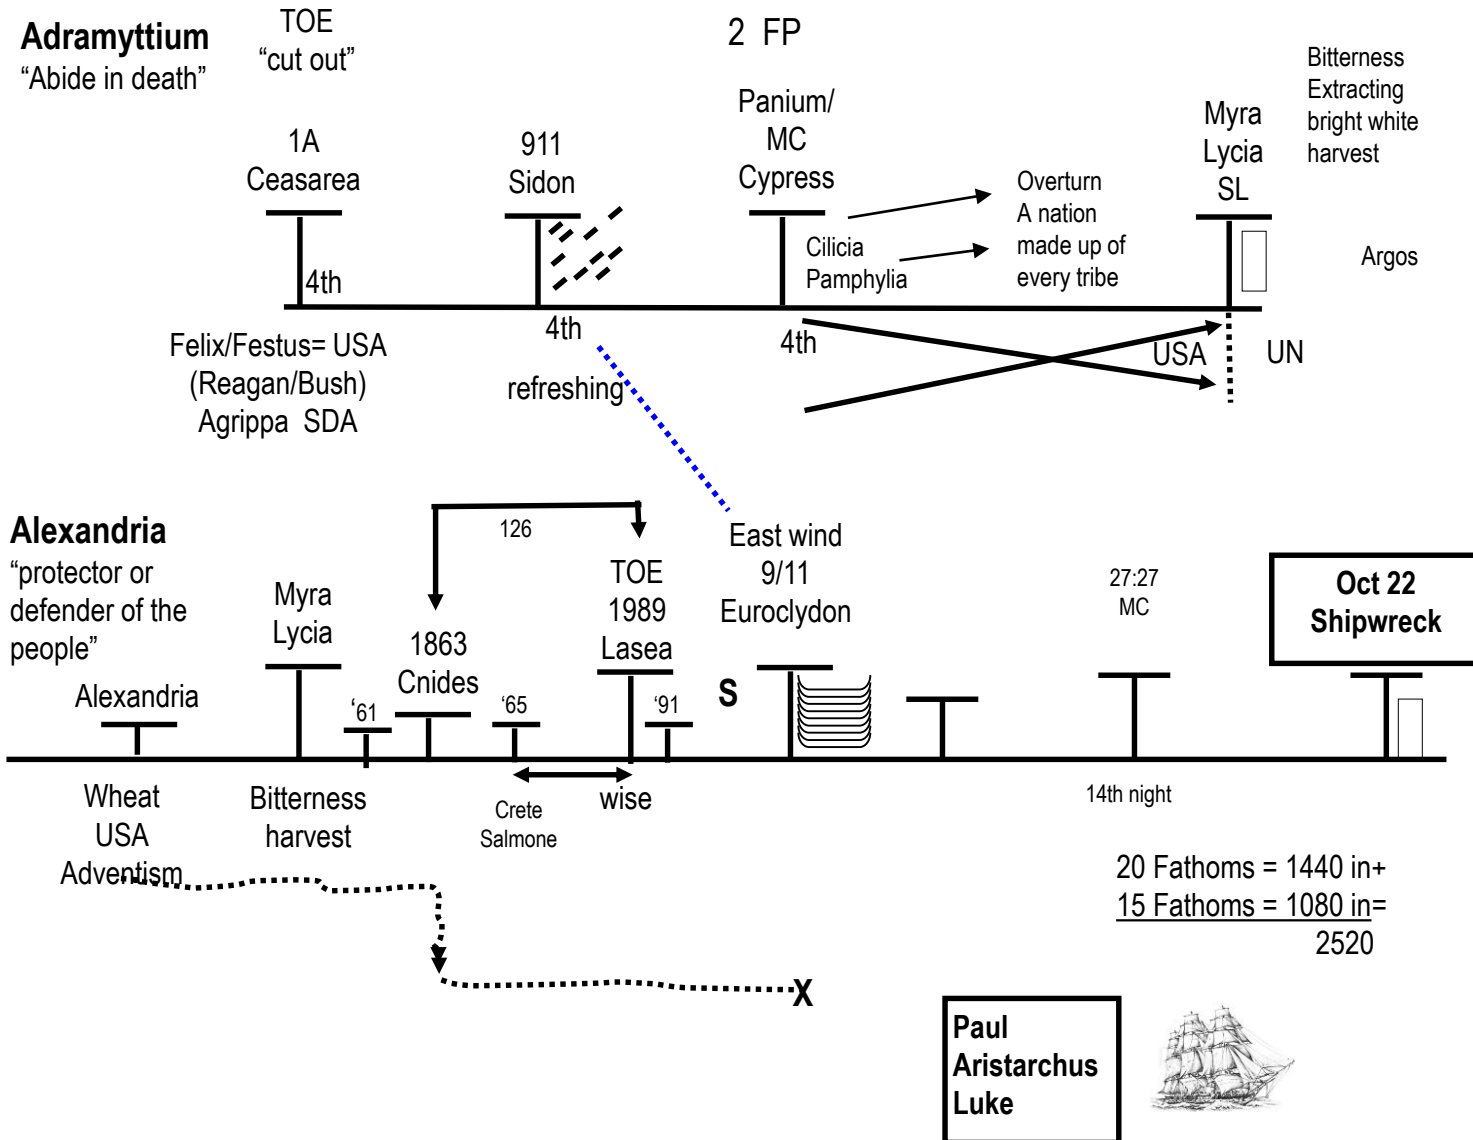 Adramyttium
“Abide in death”
TOE
“cut out”
2 FP
Bitterness
Extracting
bright white
harvest
1A
Ceasarea
911
Sidon
Panium/
MC
Cypress
Myra
Lycia
SL
Overturn
A nation
made up of
every tribe
Cilicia
Pamphylia
Argos
4th
4th
4th
USA
UN
Felix/Festus= USA
(Reagan/Bush)
Agrippa SDA
refreshing
Alexandria
“protector or
defender of the
people”
126
East wind
9/11
Euroclydon
TOE
1989
Lasea
27:27
MC
Oct 22
Shipwreck
Myra
Lycia
1863
Cnides
Alexandria
‘61
‘65
‘91
S
Wheat
USA
Adventism
Bitterness
harvest
Crete
Salmone
wise
14th night
20 Fathoms = 1440 in+
15 Fathoms = 1080 in=
2520
X
Paul
Aristarchus
Luke